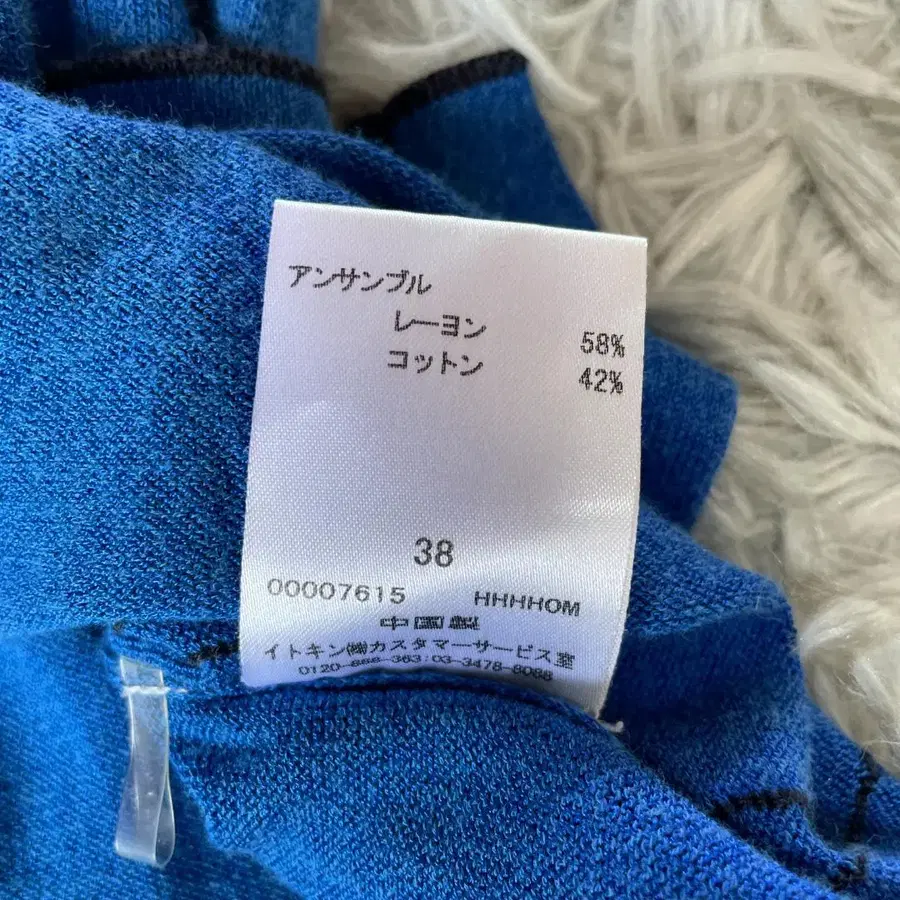 アンサンブル
レーヨン 58%
コットン 42%
38
00007615 HHHHOM
中国製
イトキン㈱カスタマーサービス室
0120-888-363:03-3478-8088